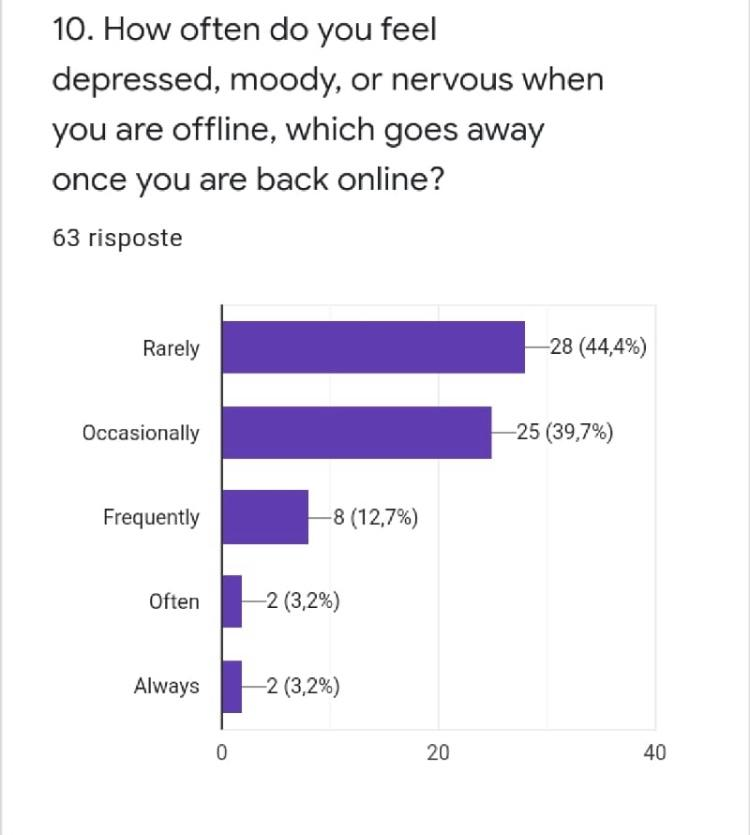 10. How often do you feel
depressed, moody, or nervous when
you are offline, which goes away
once you are back online?
63 risposte
Rarely
28 (44,4%)
Occasionally
25 (39,7%)
Frequently
8 (12,7%)
Often
2 (3,2%)
Always
2 (3,2%)
0 20 40